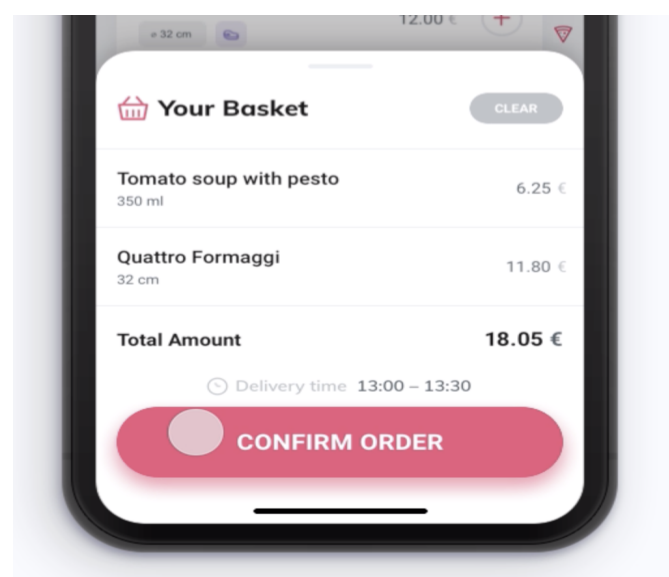 12.00 €
ø 32 cm
Your Basket
CLEAR
Tomato soup with pesto
350 ml
6.25 €
Quattro Formaggi
32 cm
11.80 €
Total Amount
18.05 €
Delivery time 13:00 – 13:30
CONFIRM ORDER